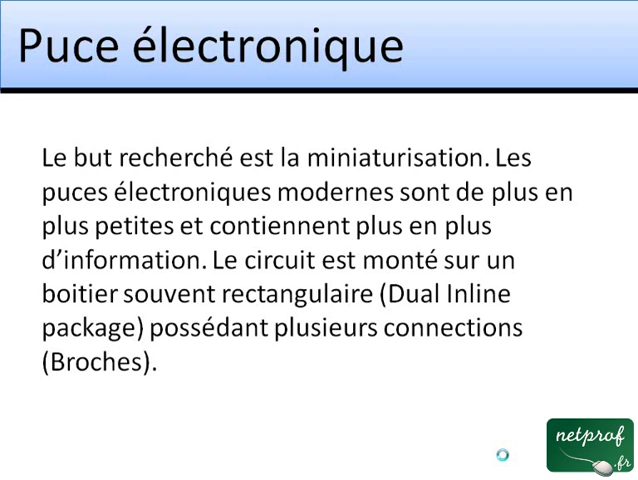 Puce électronique
Le but recherché est la miniaturisation. Les
puces électroniques modernes sont de plus en
plus petites et contiennent plus en plus
d’information. Le circuit est monté sur un
boitier souvent rectangulaire (Dual Inline
package) possédant plusieurs connections
(Broches).
netprof
.fr